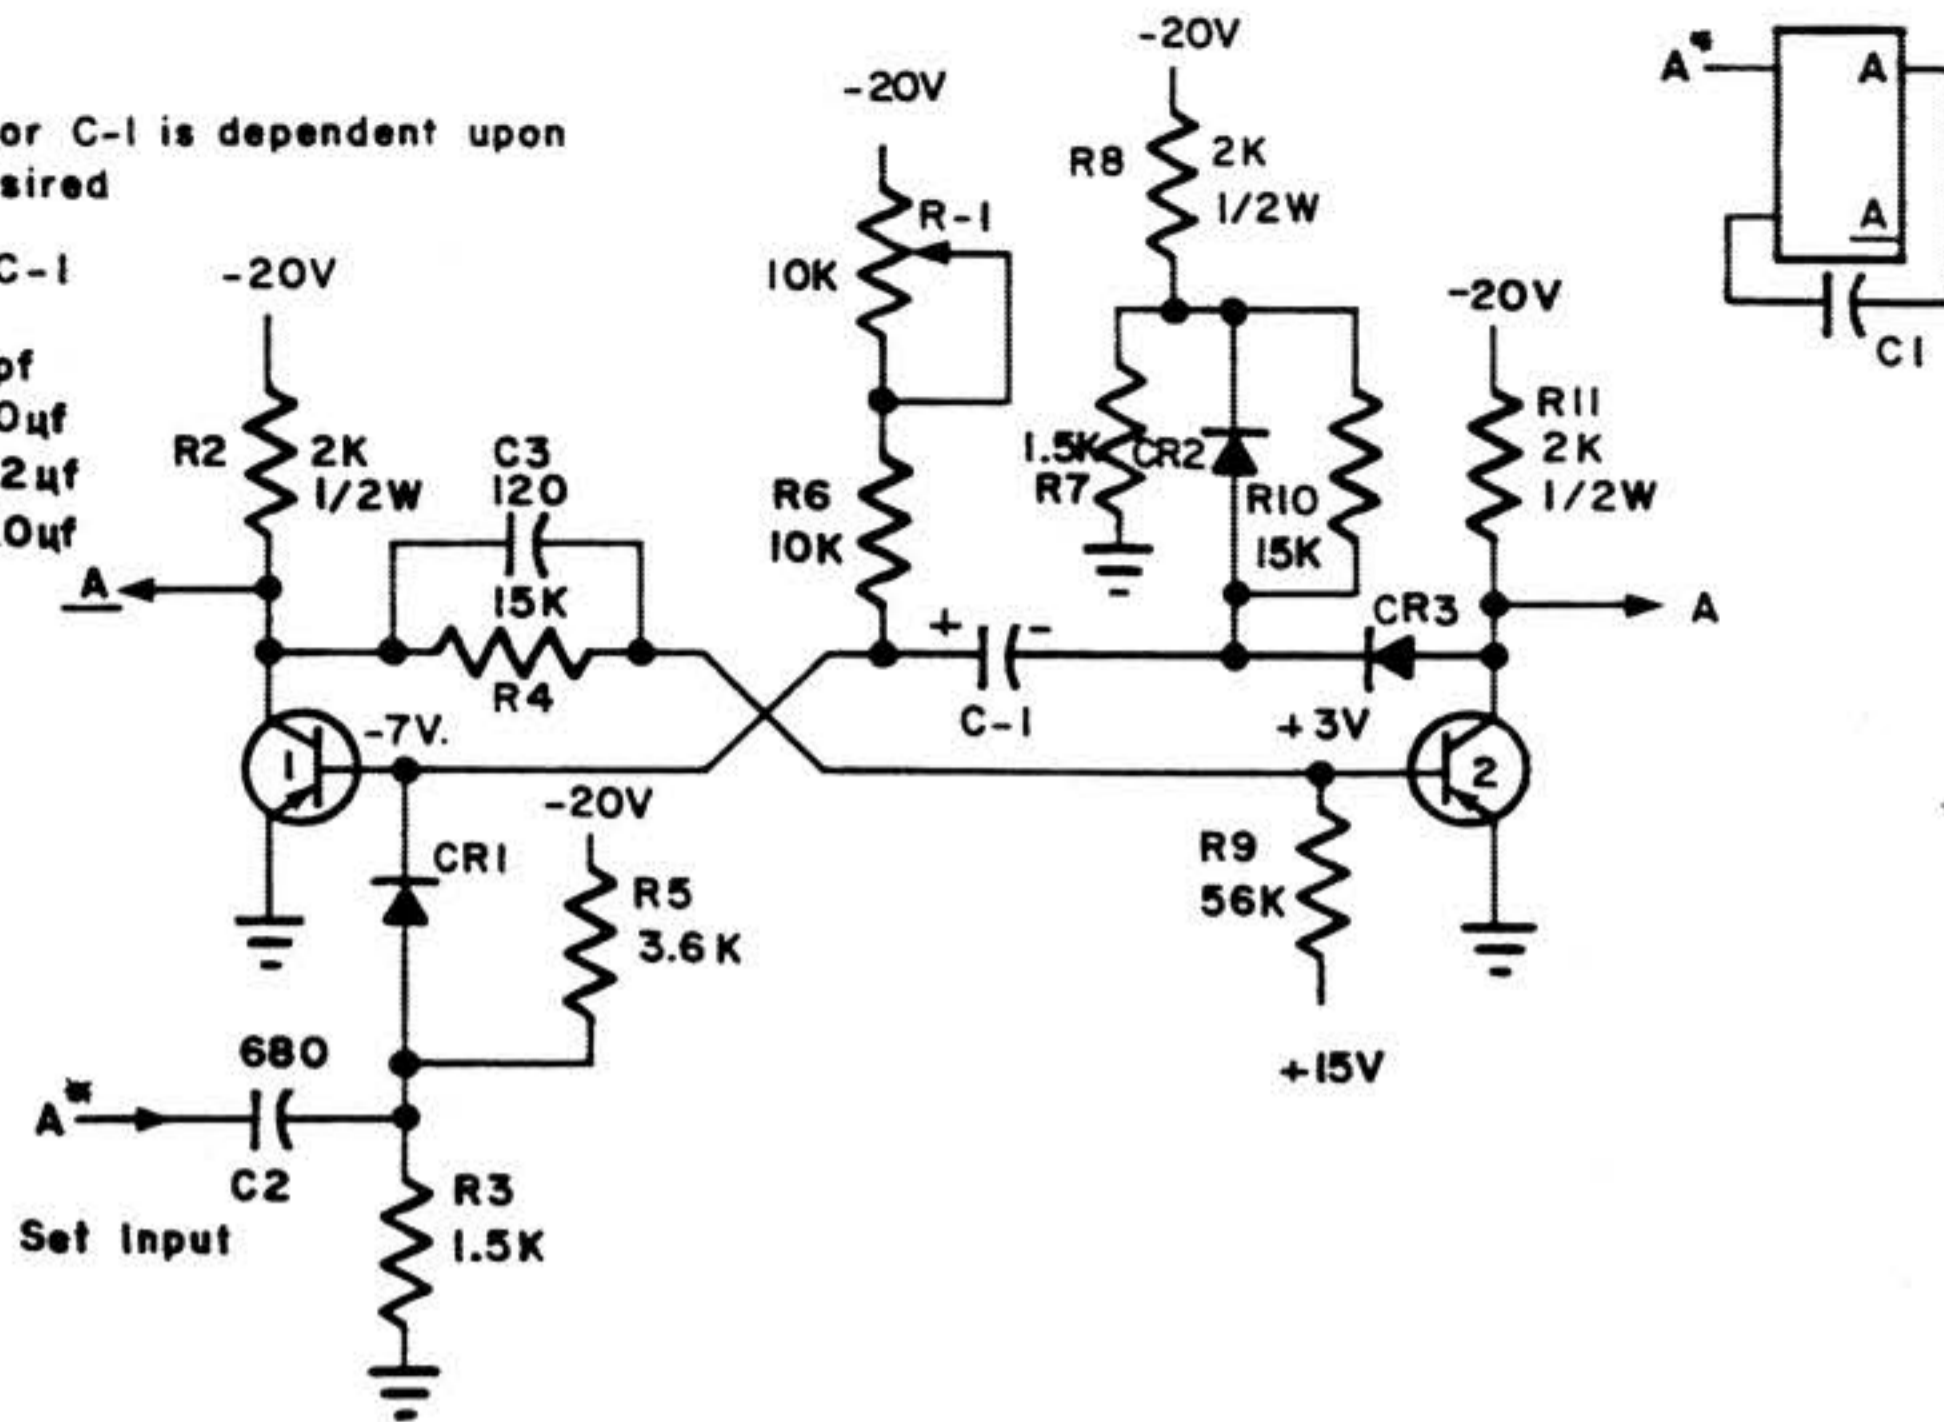 or C-1 is dependent upon
sired
C-1
pf
0µf
2µf
.0µf
-20V
R2
2K
1/2W
A
C3
120
15K
R4
-20V
R-1
10K
R6
10K
-20V
R8
2K
1/2W
1.5K
R7
CR2
R10
15K
-20V
R11
2K
1/2W
CR3
A
+ -
C-1
1
-7V.
+3V
2
CR1
-20V
R5
3.6K
R9
56K
+15V
680
A*
C2
Set Input
R3
1.5K
A*
A
A
C1